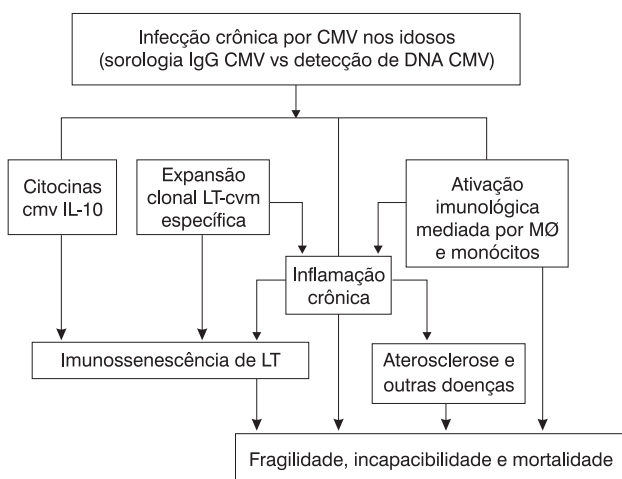 Infecção crônica por CMV nos idosos
(sorologia IgG CMV vs detecção de DNA CMV)
Citocinas
cmv IL-10
Expansão
clonal LT-cvm
específica
Ativação
imunológica
mediada por MØ
e monócitos
Inflamação
crônica
Imunossenescência de LT
Aterosclerose e
outras doenças
Fragilidade, incapacibilidade e mortalidade